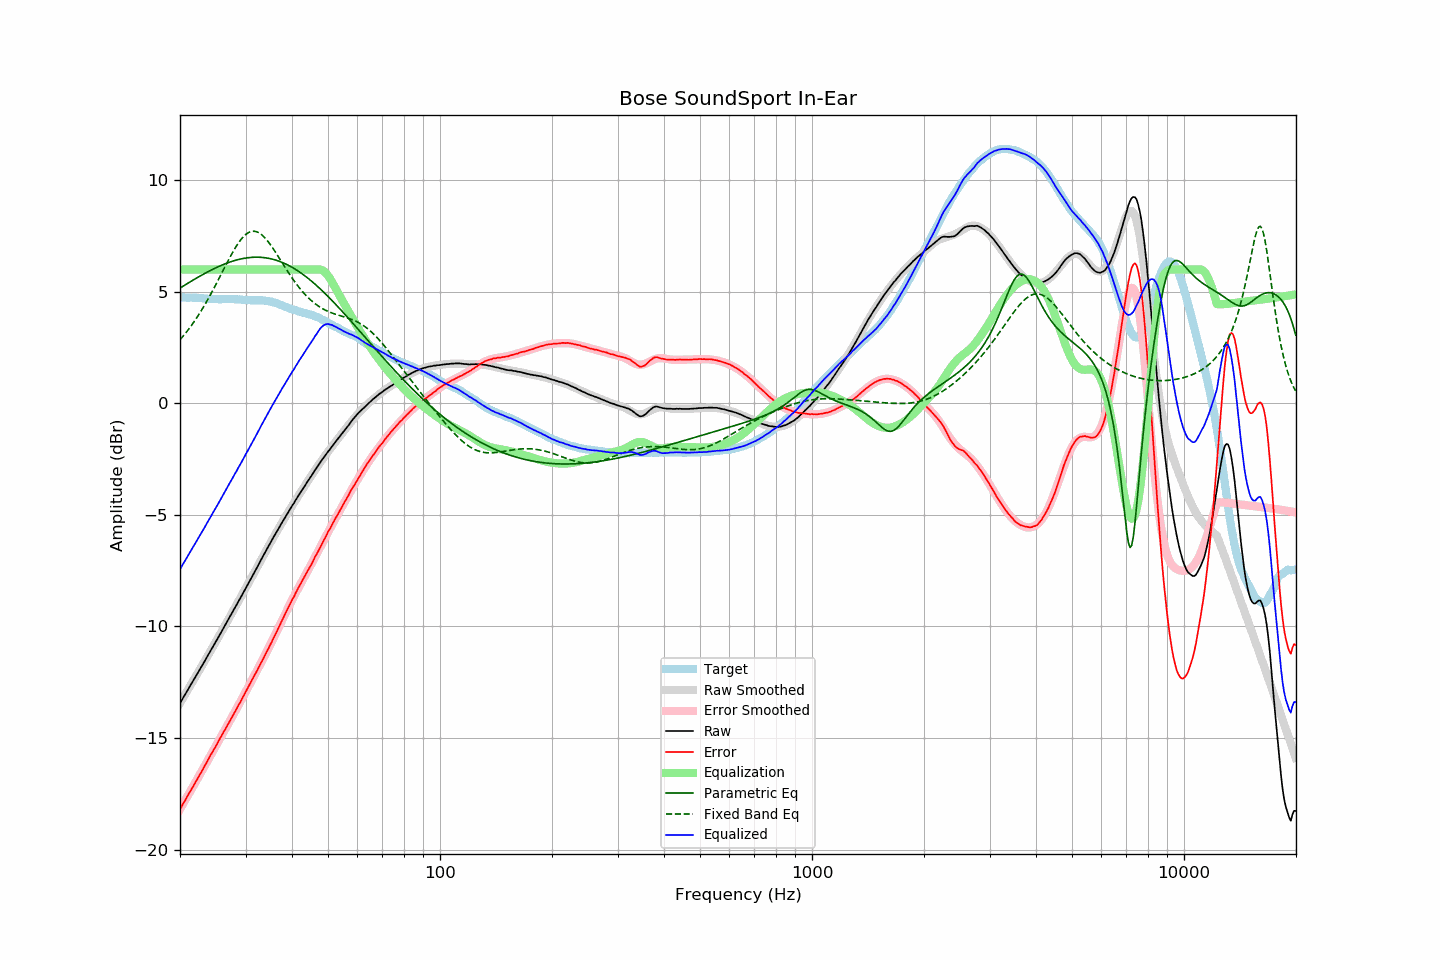 Bose SoundSport In-Ear
Amplitude (dBr)
10
5
0
−5
−10
−15
−20
Target
Raw Smoothed
Error Smoothed
Raw
Error
Equalization
Parametric Eq
Fixed Band Eq
Equalized
100 1000 10000
Frequency (Hz)